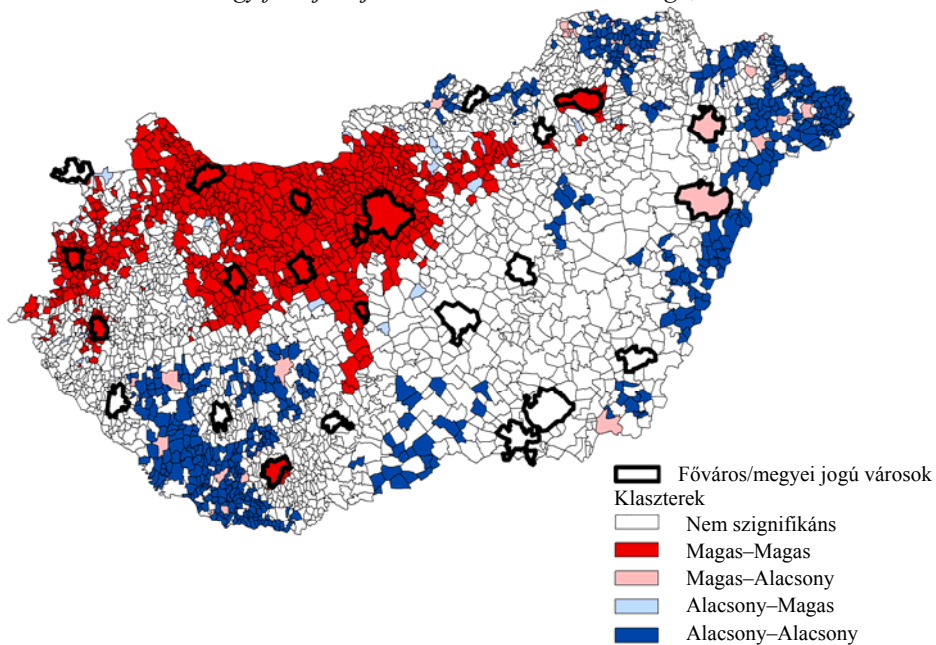 Főváros/megyei jogú városok
Klaszterek
Nem szignifikáns
Magas–Magas
Magas–Alacsony
Alacsony–Magas
Alacsony–Alacsony